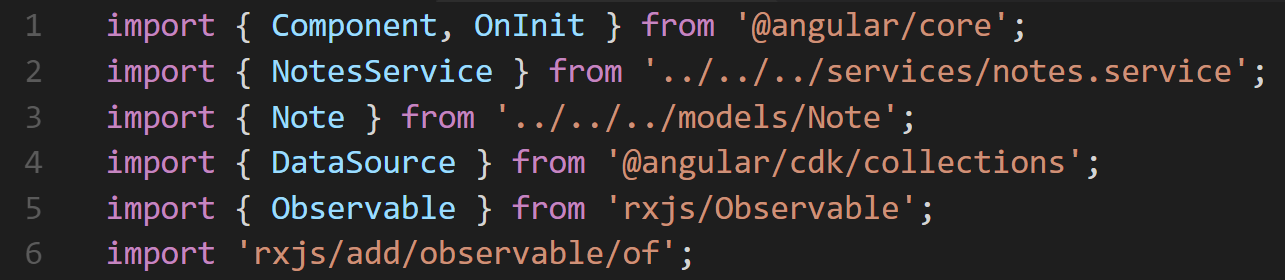 1 import { Component, OnInit } from '@angular/core';
2 import { NotesService } from '../../../services/notes.service';
3 import { Note } from '../../../models/Note';
4 import { DataSource } from '@angular/cdk/collections';
5 import { Observable } from 'rxjs/Observable';
6 import 'rxjs/add/observable/of';